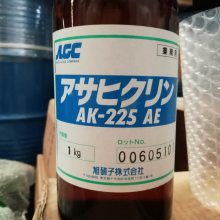 AGC
業務用
アサヒクリン
AK-225 AE
ロットNo.
1kg
0060510
旭硝子株式会社